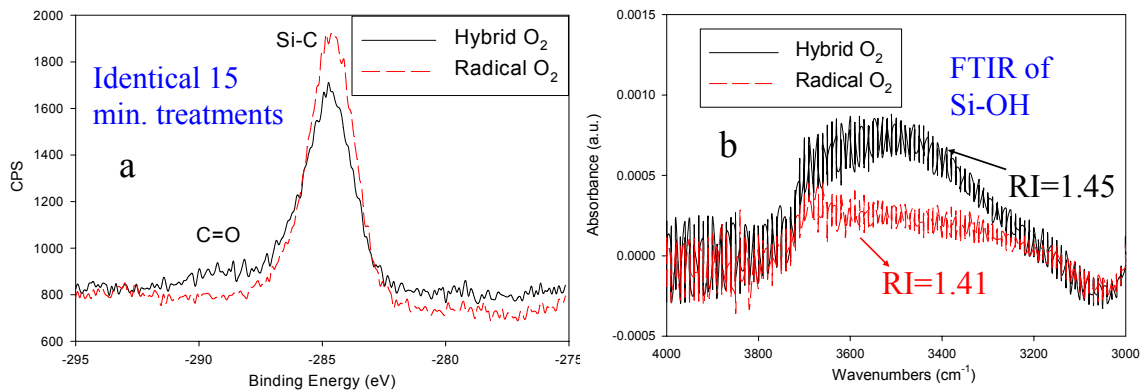 2000
1800
1600
1400
1200
1000
800
600
CPS
Si-C
Hybrid O₂
Radical O₂
Identical 15
min. treatments
a
C=O
-295
-290
-285
-280
-275
Binding Energy (eV)
0.0015
0.0010
0.0005
0.0000
-0.0005
Absorbance (a.u.)
Hybrid O₂
Radical O₂
FTIR of
Si-OH
b
RI=1.45
RI=1.41
4000
3800
3600
3400
3200
3000
Wavenumbers (cm⁻¹)